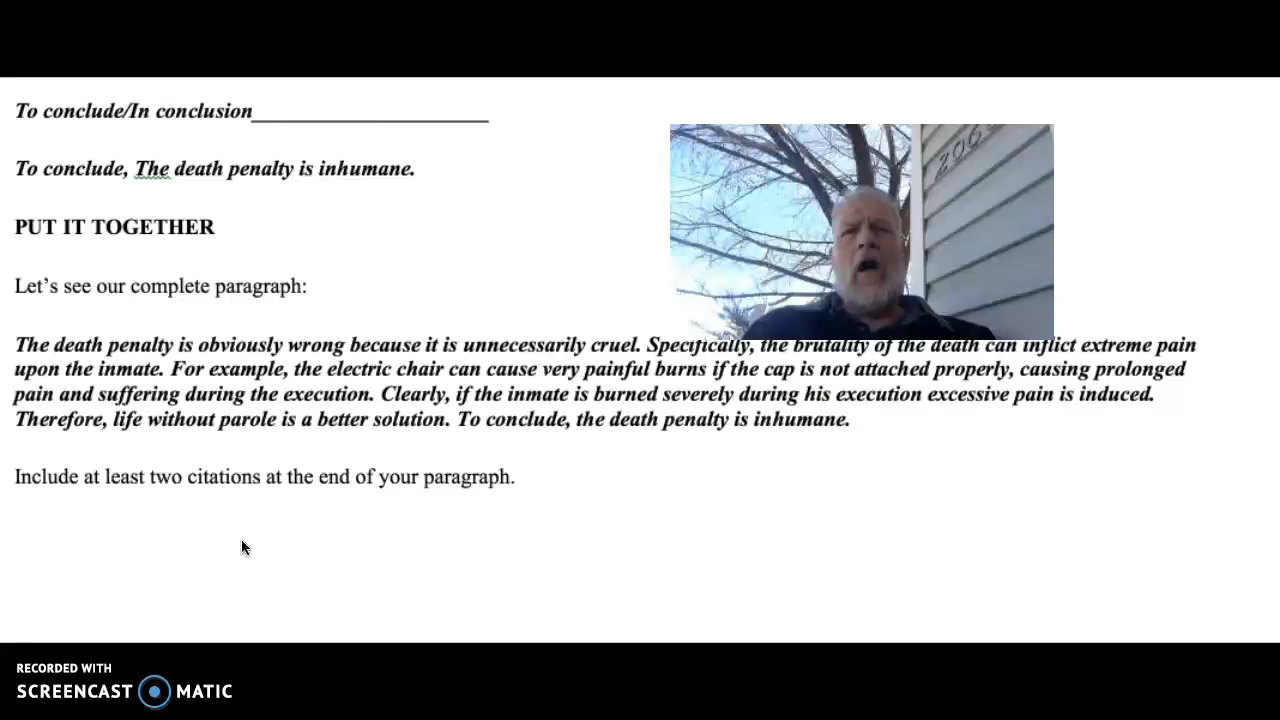 To conclude/In conclusion______________________
To conclude, The death penalty is inhumane.
PUT IT TOGETHER
Let’s see our complete paragraph:
The death penalty is obviously wrong because it is unnecessarily cruel. Specifically, the brutality of the death can inflict extreme pain
upon the inmate. For example, the electric chair can cause very painful burns if the cap is not attached properly, causing prolonged
pain and suffering during the execution. Clearly, if the inmate is burned severely during his execution excessive pain is induced.
Therefore, life without parole is a better solution. To conclude, the death penalty is inhumane.
Include at least two citations at the end of your paragraph.
RECORDED WITH
SCREENCAST MATIC